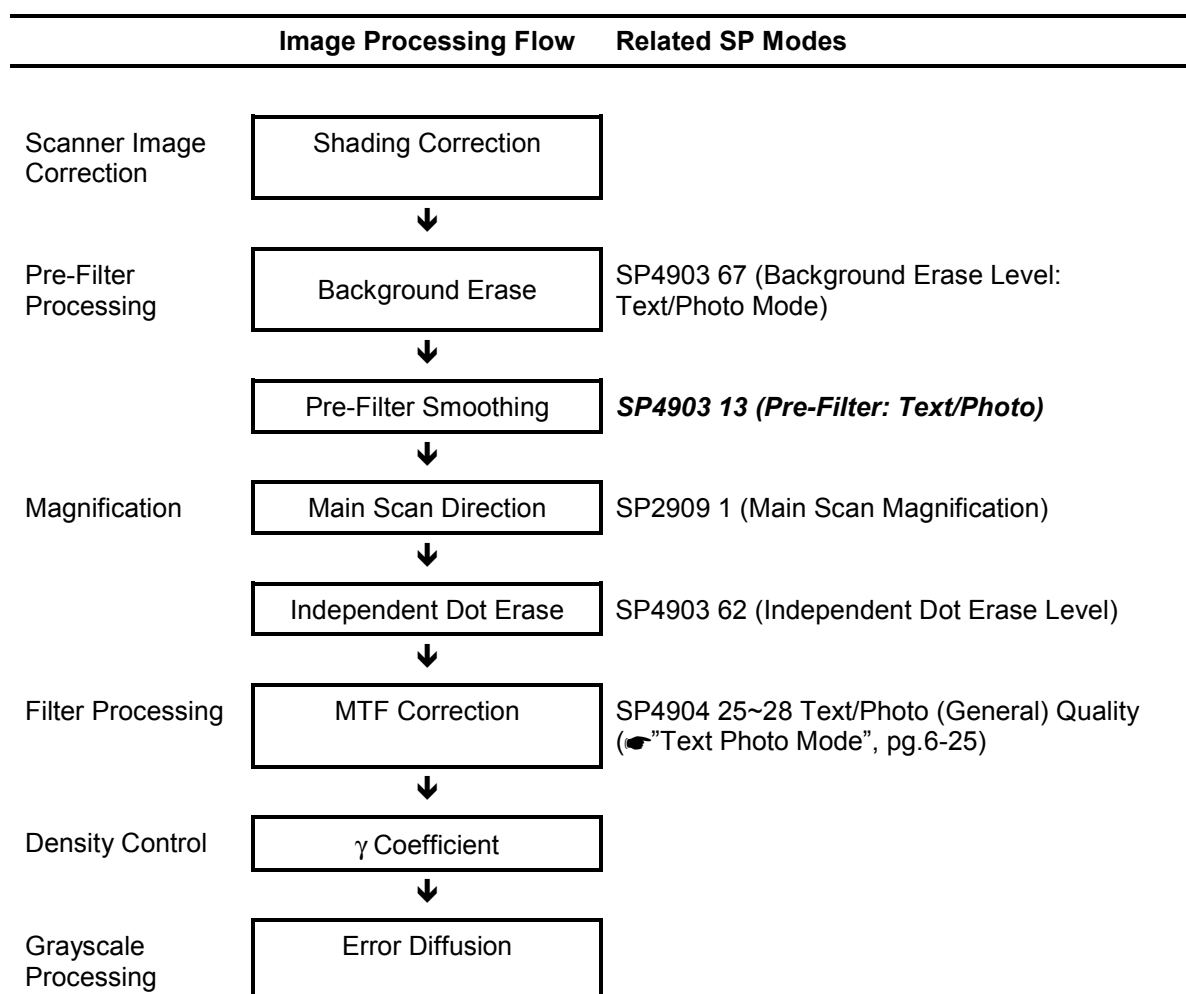 Image Processing Flow Related SP Modes
Scanner Image
Correction
Shading Correction
Pre-Filter
Processing
Background Erase
SP4903 67 (Background Erase Level:
Text/Photo Mode)
Pre-Filter Smoothing
SP4903 13 (Pre-Filter: Text/Photo)
Magnification
Main Scan Direction
SP2909 1 (Main Scan Magnification)
Independent Dot Erase
SP4903 62 (Independent Dot Erase Level)
Filter Processing
MTF Correction
SP4904 25~28 Text/Photo (General) Quality
(☛”Text Photo Mode”, pg.6-25)
Density Control
γ Coefficient
Grayscale
Processing
Error Diffusion